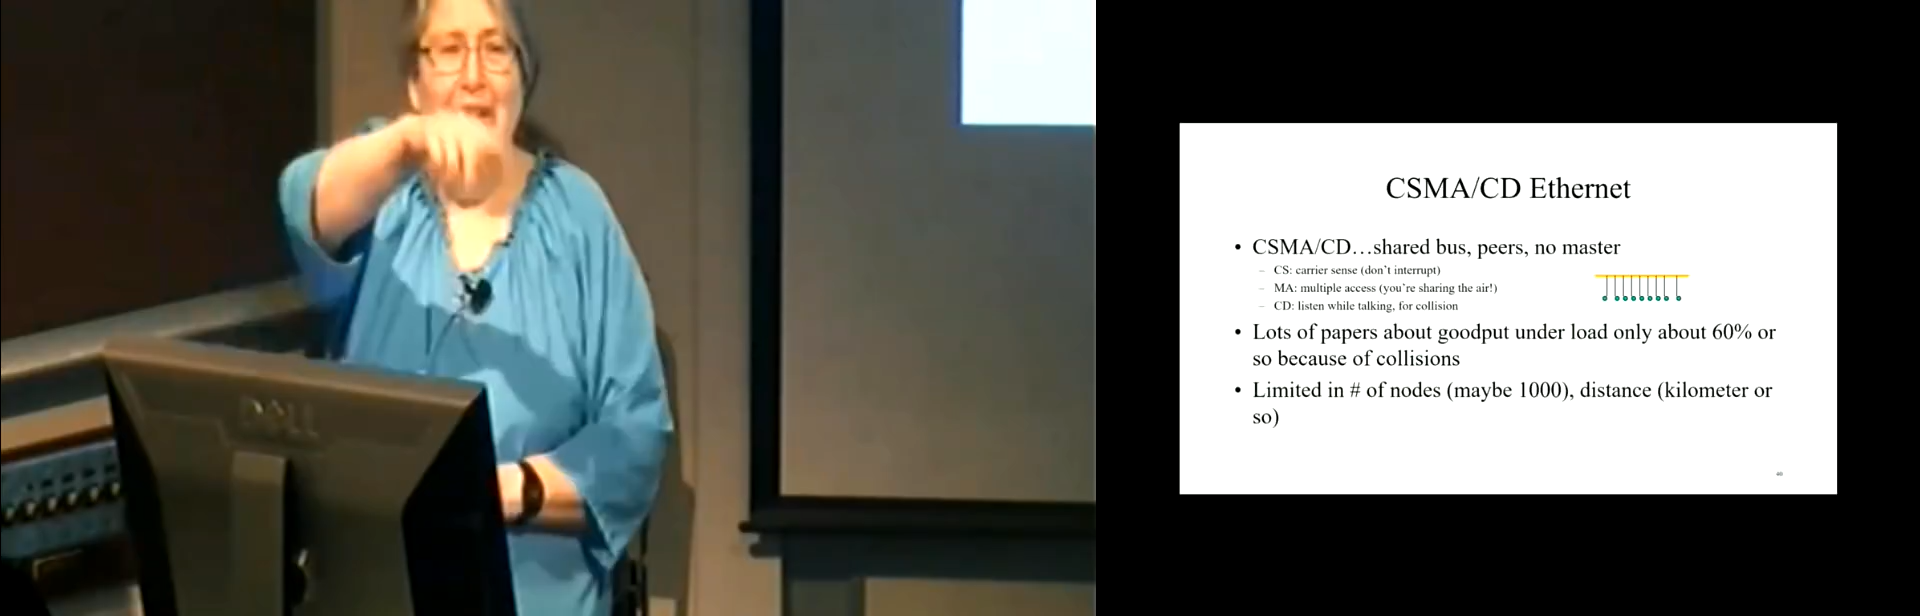 DELL
CSMA/CD Ethernet
• CSMA/CD…shared bus, peers, no master
– CS: carrier sense (don't interrupt)
– MA: multiple access (you're sharing the air!)
– CD: listen while talking, for collision
• Lots of papers about goodput under load only about 60% or
so because of collisions
• Limited in # of nodes (maybe 1000), distance (kilometer or
so)